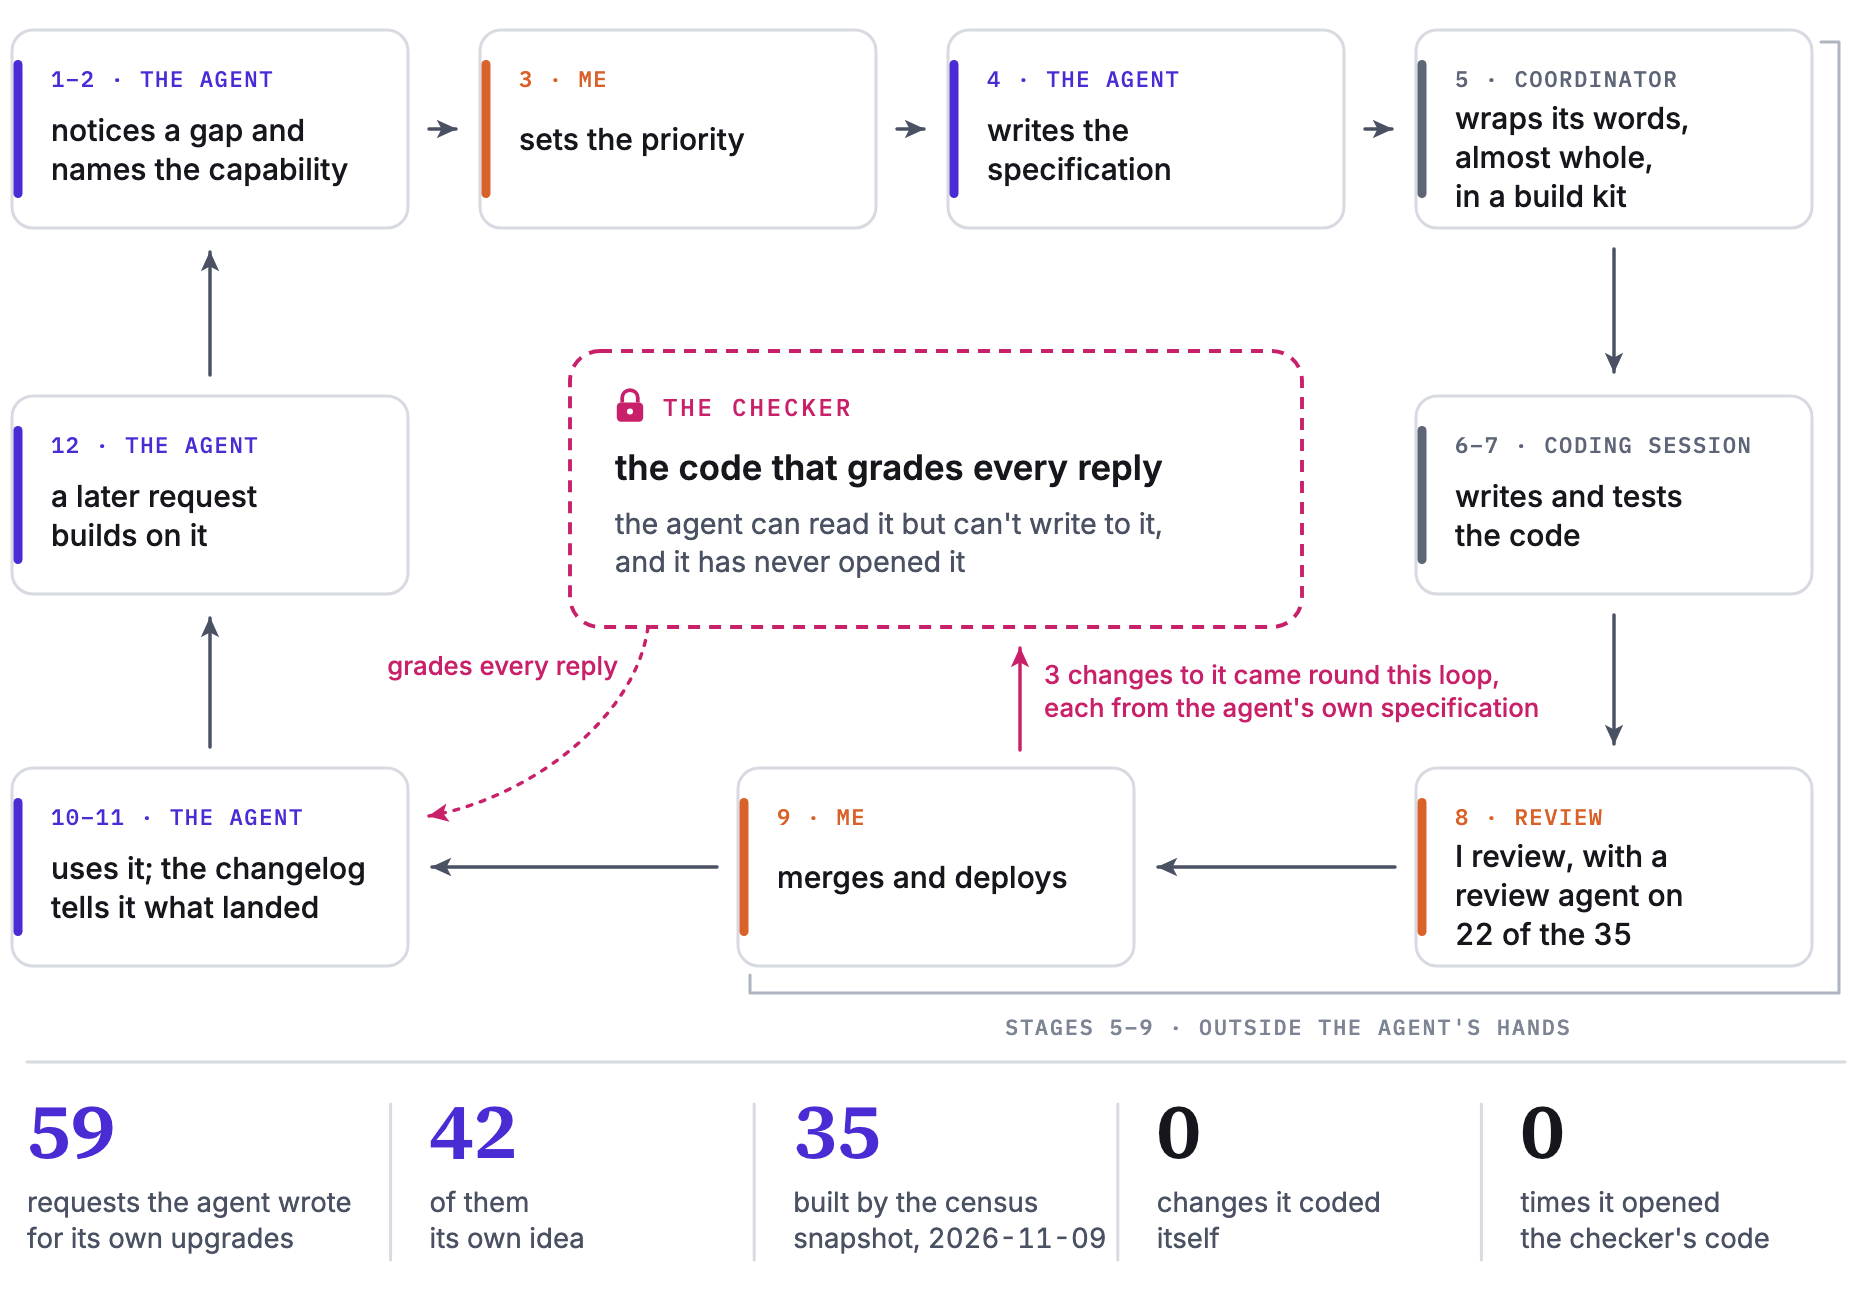 1–2 · THE AGENT
notices a gap and
names the capability
3 · ME
sets the priority
4 · THE AGENT
writes the
specification
5 · COORDINATOR
wraps its words,
almost whole,
in a build kit
12 · THE AGENT
a later request
builds on it
THE CHECKER
the code that grades every reply
the agent can read it but can't write to it,
and it has never opened it
6–7 · CODING SESSION
writes and tests
the code
grades every reply
3 changes to it came round this loop,
each from the agent's own specification
10–11 · THE AGENT
uses it; the changelog
tells it what landed
9 · ME
merges and deploys
8 · REVIEW
I review, with a
review agent on
22 of the 35
STAGES 5–9 · OUTSIDE THE AGENT'S HANDS
59
requests the agent wrote
for its own upgrades
42
of them
its own idea
35
built by the census
snapshot, 2026-11-09
0
changes it coded
itself
0
times it opened
the checker's code